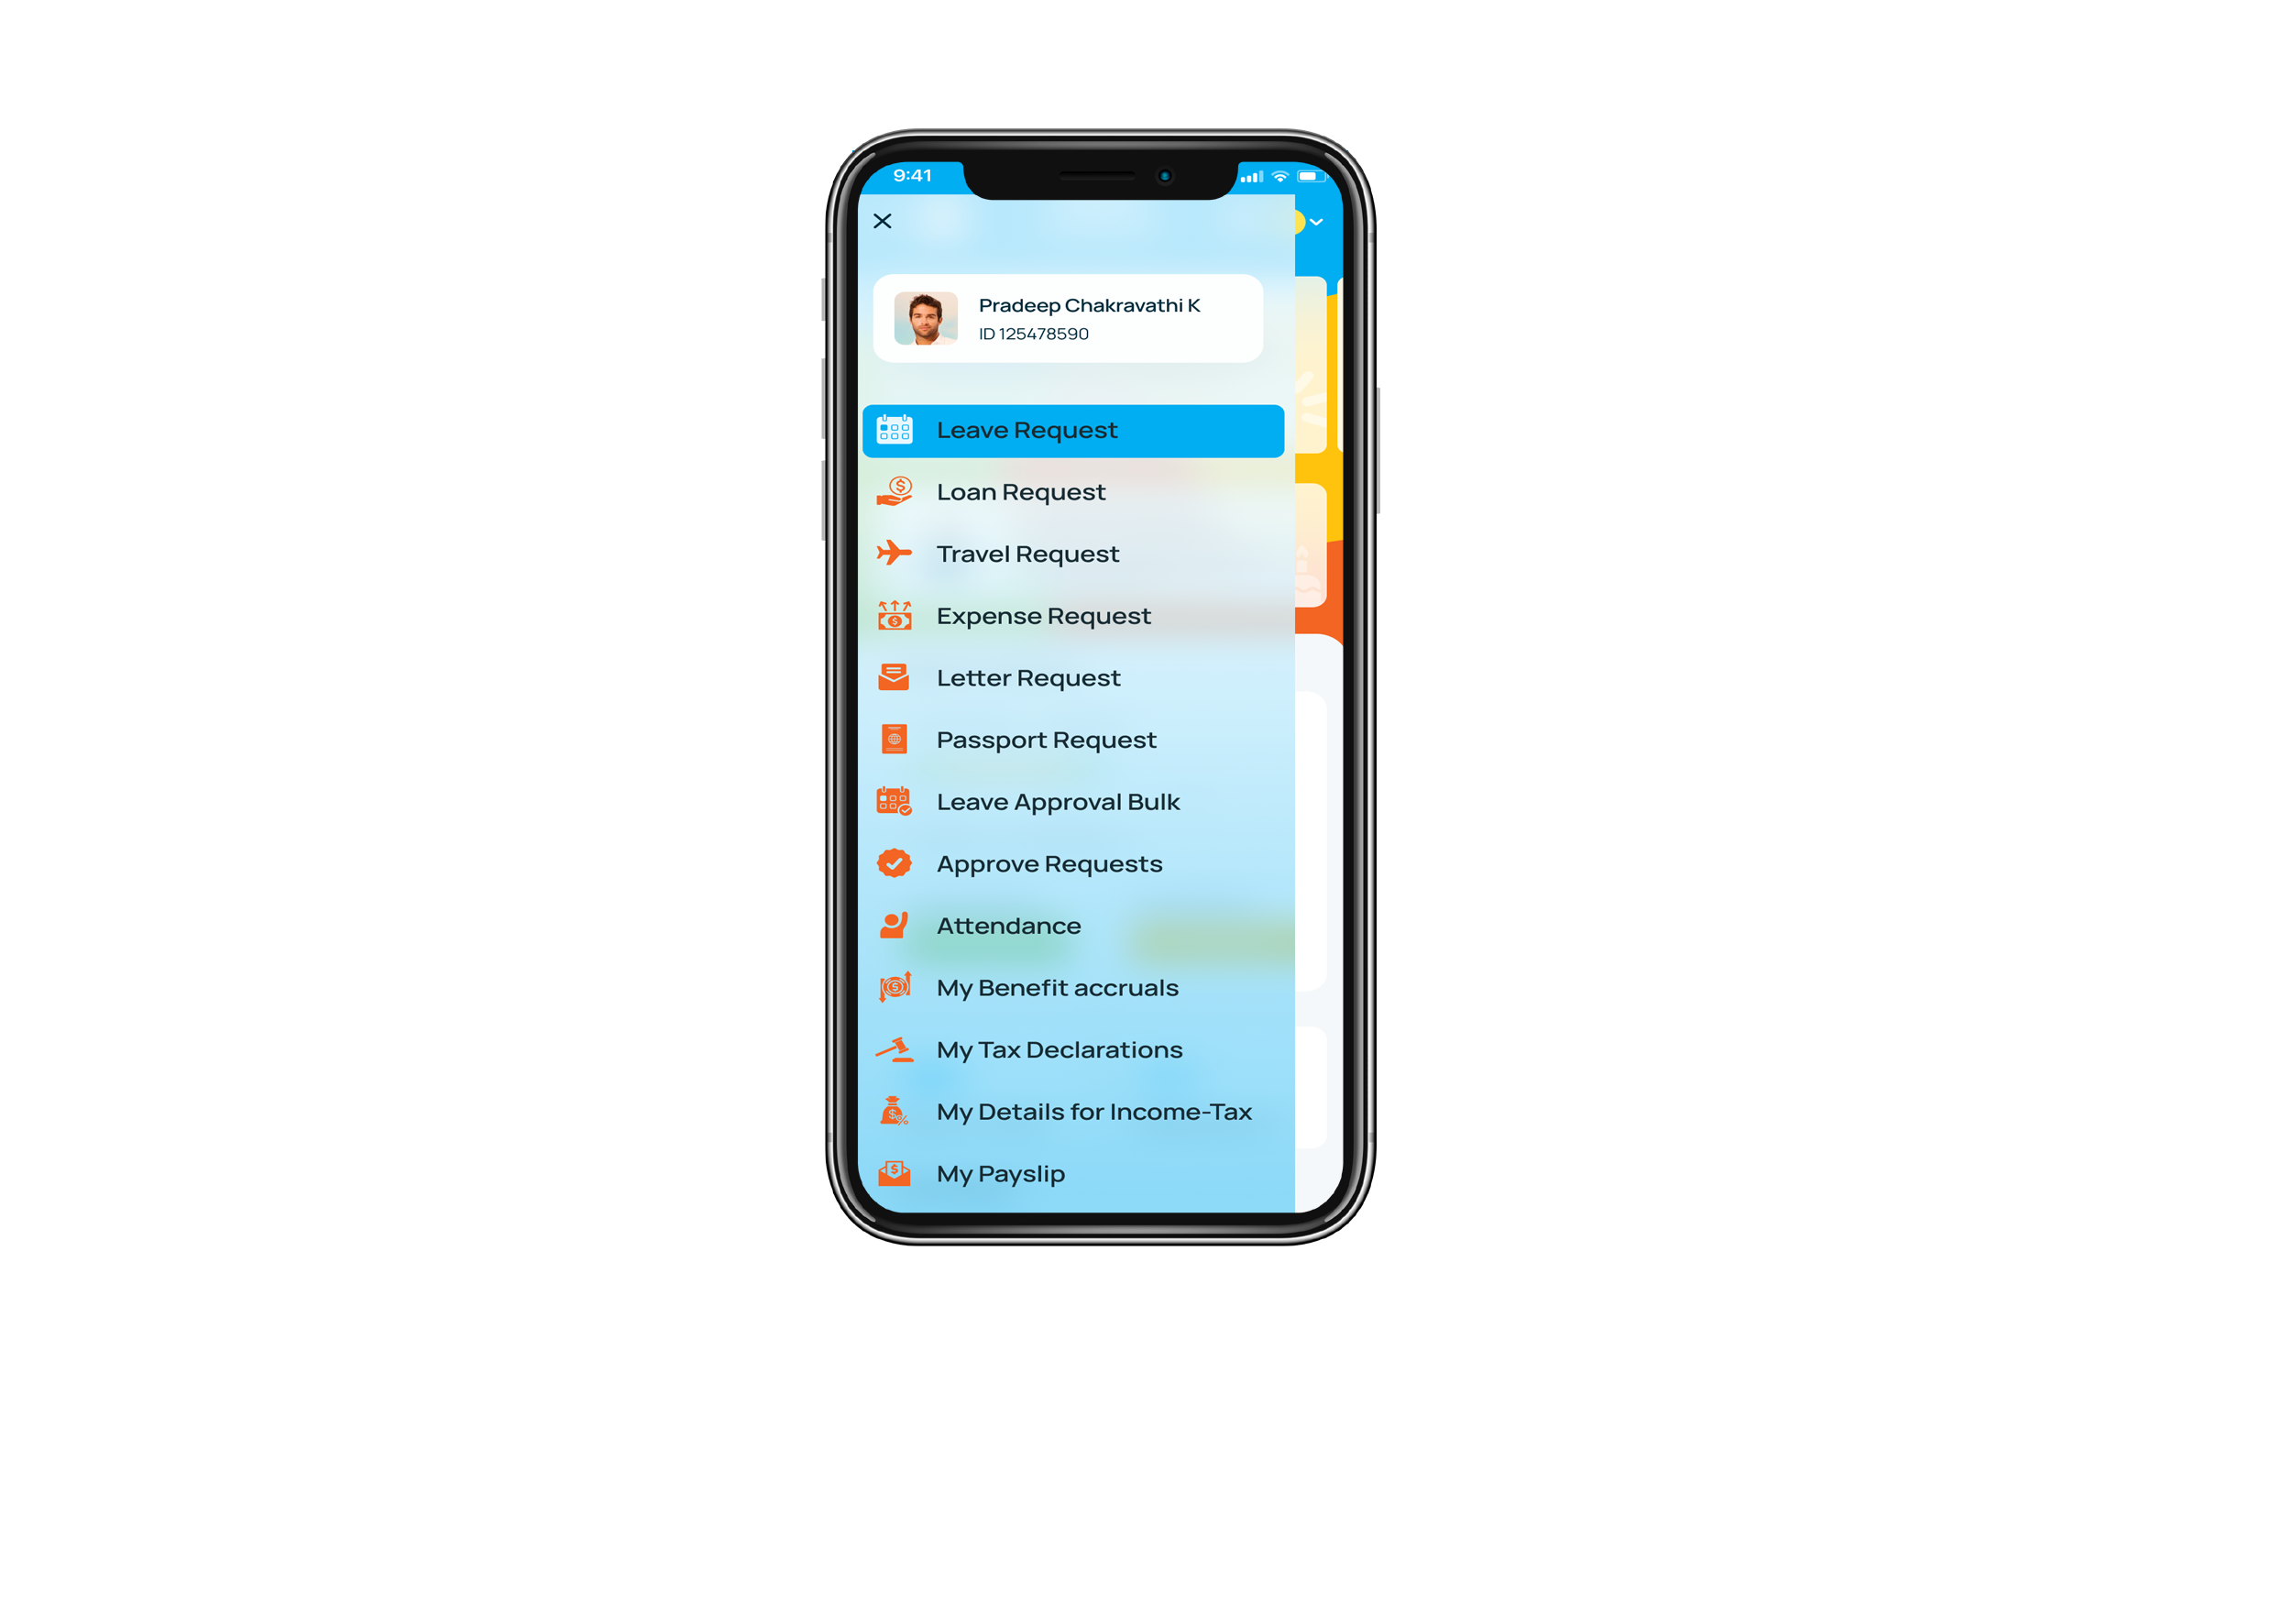 9:41
Pradeep Chakravathi K
ID 125478590
Leave Request
Loan Request
Travel Request
Expense Request
Letter Request
Passport Request
Leave Approval Bulk
Approve Requests
Attendance
My Benefit accruals
My Tax Declarations
My Details for Income-Tax
My Payslip